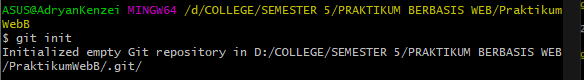 ASUS@AdryanKenzei MINGW64 /d/COLLEGE/SEMESTER 5/PRAKTIKUM BERBASIS WEB/Praktikum
WebB
$ git init
Initialized empty Git repository in D:/COLLEGE/SEMESTER 5/PRAKTIKUM BERBASIS WEB
/PraktikumWebB/.git/